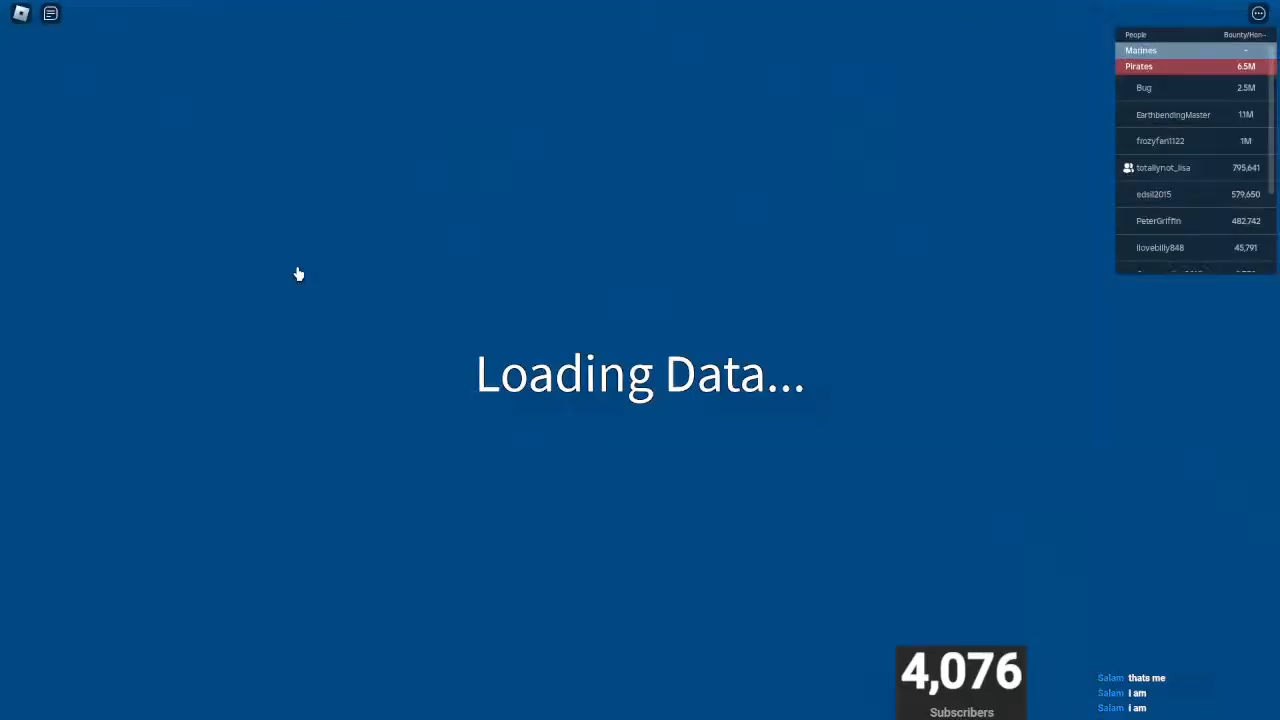 People Bounty/Hon--
Marines -
Pirates 6.5M
Bug 2.5M
EarthbendingMaster 1.1M
frozyfan1122 1M
totallynot_lisa 795,641
edsil2015 579,650
PeterGriffin 482,742
Ilovebilly848 45,791
Loading Data...
4,076
Subscribers
Salam thats me
Salam i am
Salam i am